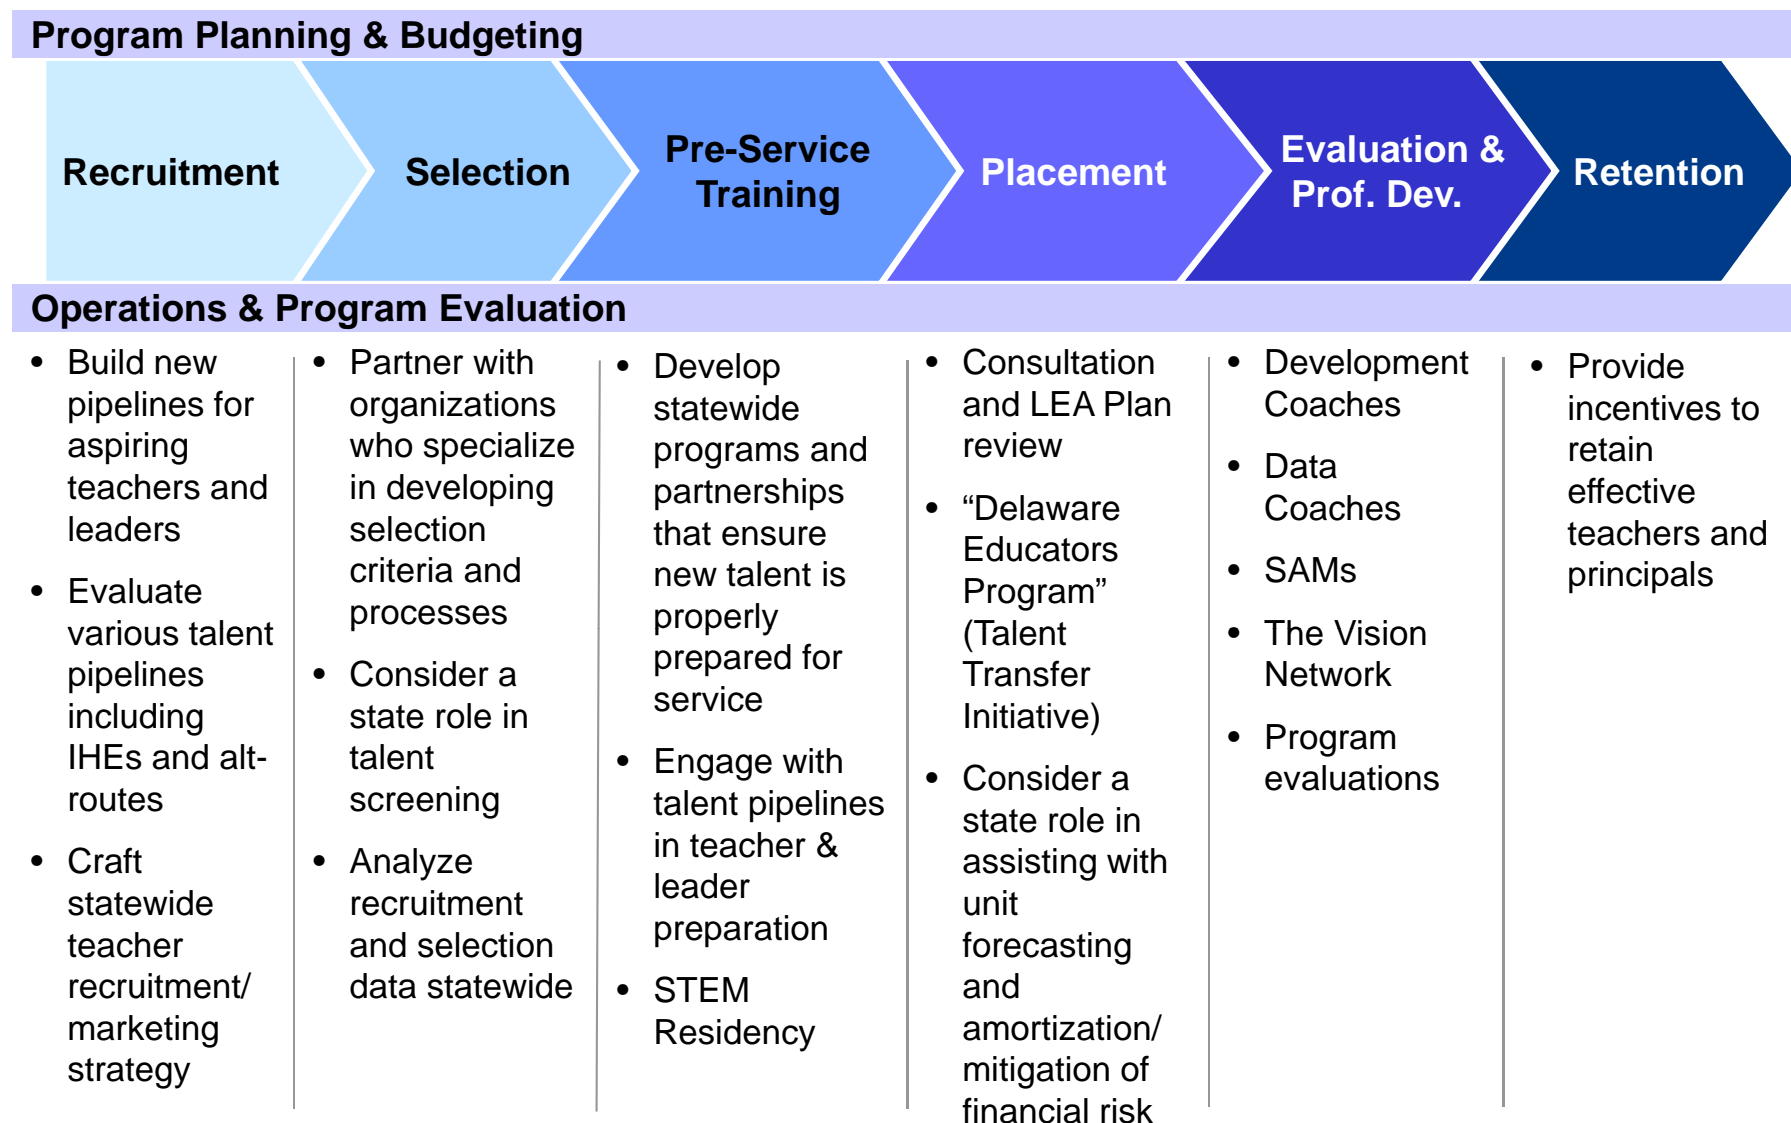 Program Planning & Budgeting
Recruitment
Selection
Pre-Service
Training
Placement
Evaluation &
Prof. Dev.
Retention
Operations & Program Evaluation
• Build new
pipelines for
aspiring
teachers and
leaders
• Evaluate
various talent
pipelines
including
IHEs and alt-
routes
• Craft
statewide
teacher
recruitment/
marketing
strategy
• Partner with
organizations
who specialize
in developing
selection
criteria and
processes
• Consider a
state role in
talent
screening
• Analyze
recruitment
and selection
data statewide
• Develop
statewide
programs and
partnerships
that ensure
new talent is
properly
prepared for
service
• Engage with
talent pipelines
in teacher &
leader
preparation
• STEM
Residency
• Consultation
and LEA Plan
review
• “Delaware
Educators
Program”
(Talent
Transfer
Initiative)
• Consider a
state role in
assisting with
unit
forecasting
and
amortization/
mitigation of
financial risk
• Development
Coaches
• Data
Coaches
• SAMs
• The Vision
Network
• Program
evaluations
• Provide
incentives to
retain
effective
teachers and
principals